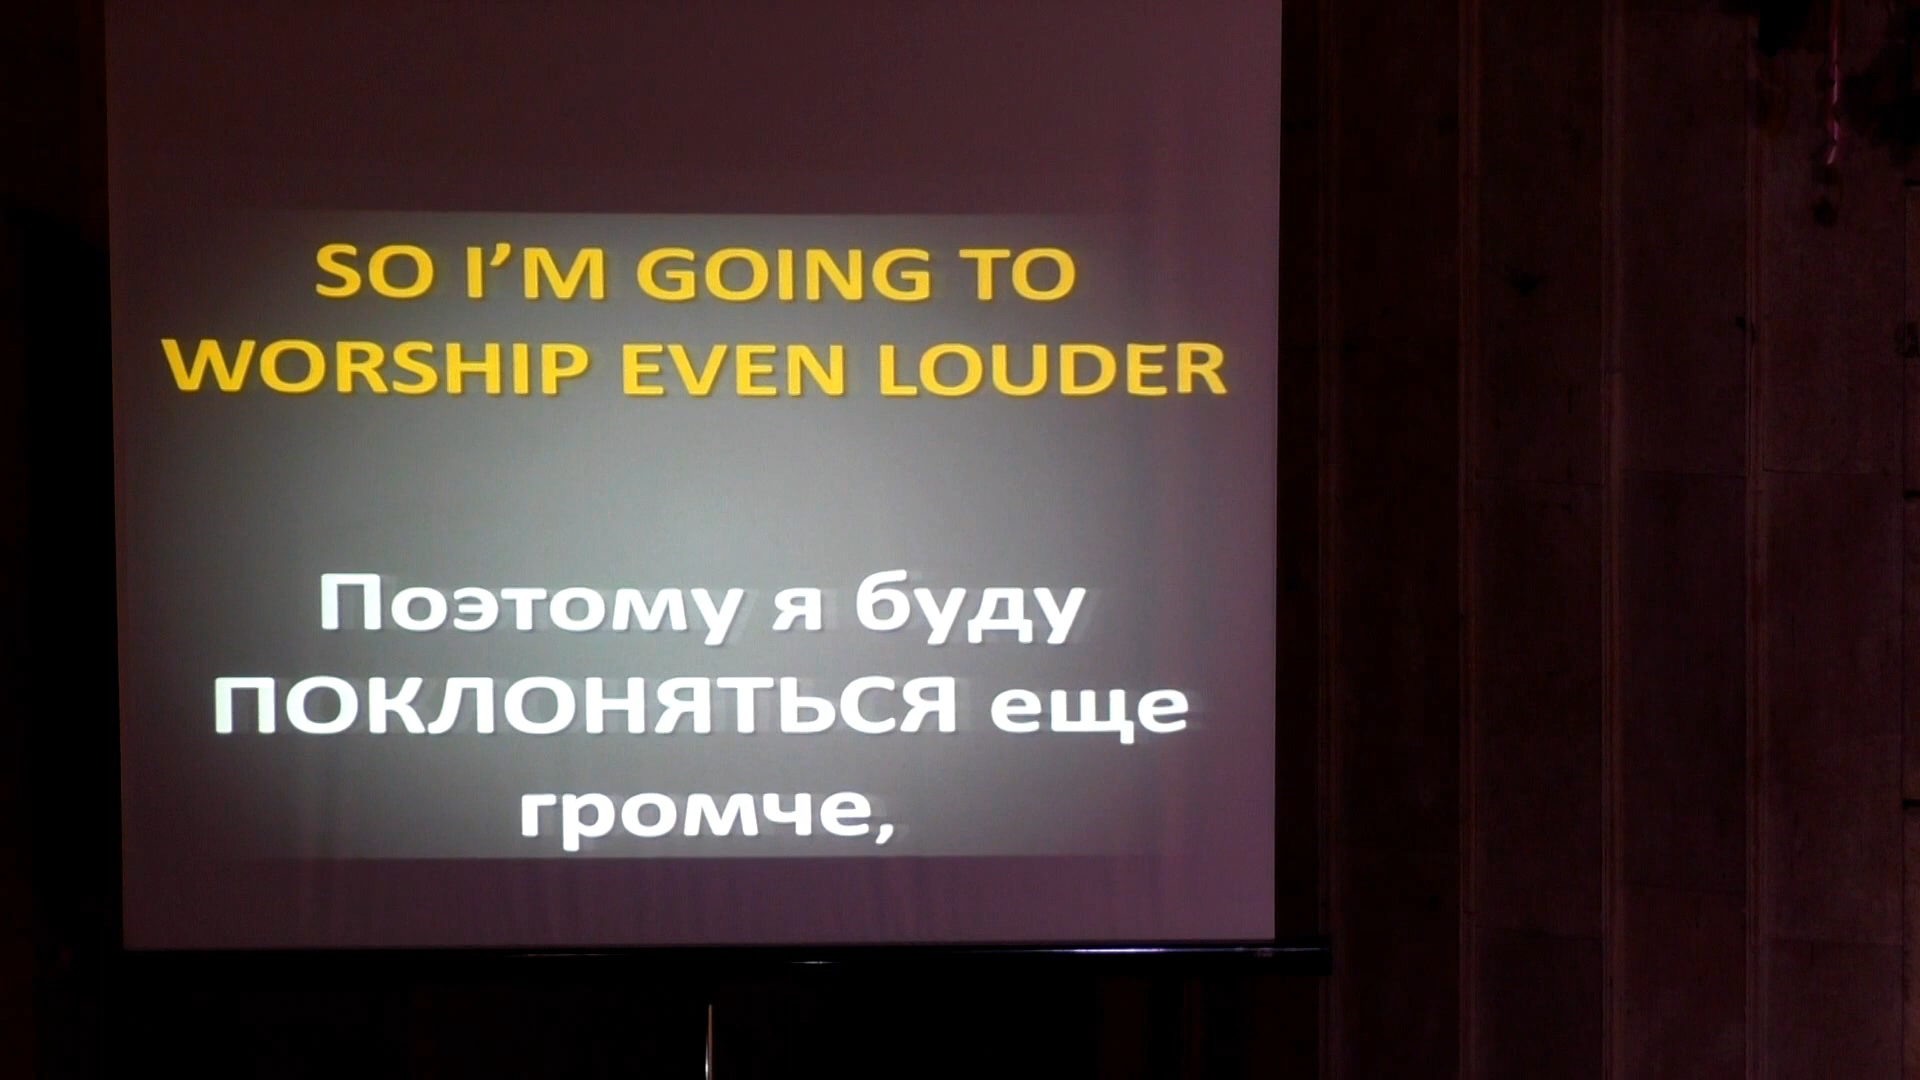 SO I’M GOING TO
WORSHIP EVEN LOUDER
Поэтому я буду
ПОКЛОНЯТЬСЯ еще
громче,